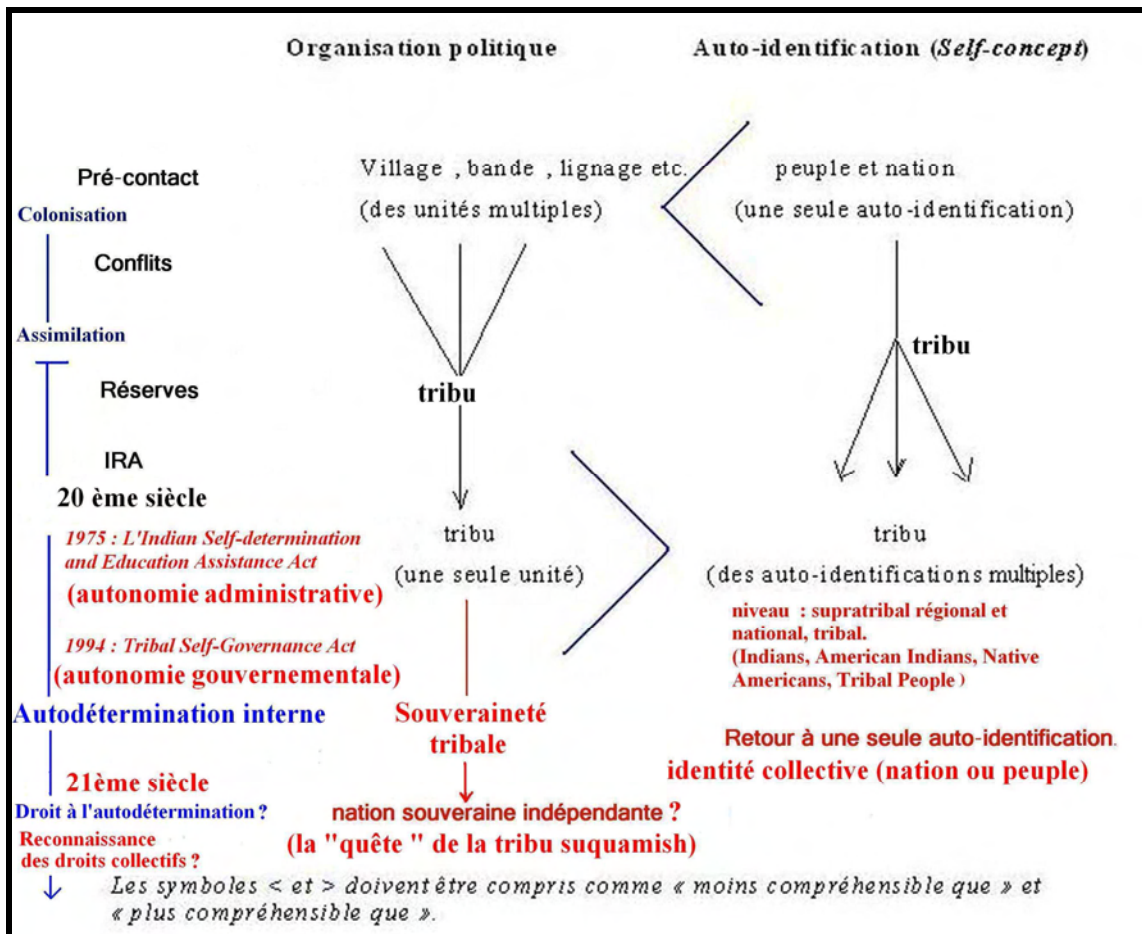 Organisation politique
Auto-identification (Self-concept)
Pré-contact
Village , bande , lignage etc.
peuple et nation
Colonisation
(des unités multiples)
(une seule auto-identification)
Conflits
Assimilation
tribu
Réserves
tribu
IRA
20 ème siècle
1975 : L'Indian Self-determination
and Education Assistance Act
(autonomie administrative)
tribu
(une seule unité)
tribu
(des auto-identifications multiples)
niveau : supratribal régional et
national, tribal.
(Indians, American Indians, Native
Americans, Tribal People )
1994 : Tribal Self-Governance Act
(autonomie gouvernementale)
Autodétermination interne
Souveraineté
tribale
Retour à une seule auto-identification.
identité collective (nation ou peuple)
21ème siècle
Droit à l'autodétermination ?
nation souveraine indépendante ?
(la "quête " de la tribu suquamish)
Reconnaissance
des droits collectifs ?
Les symboles < et > doivent être compris comme « moins compréhensible que » et
« plus compréhensible que ».